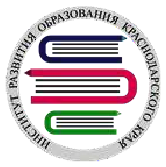 ИНСТИТУТ РАЗВИТИЯ ОБРАЗОВАНИЯ КРАСНОДАРСКОГО КРАЯ